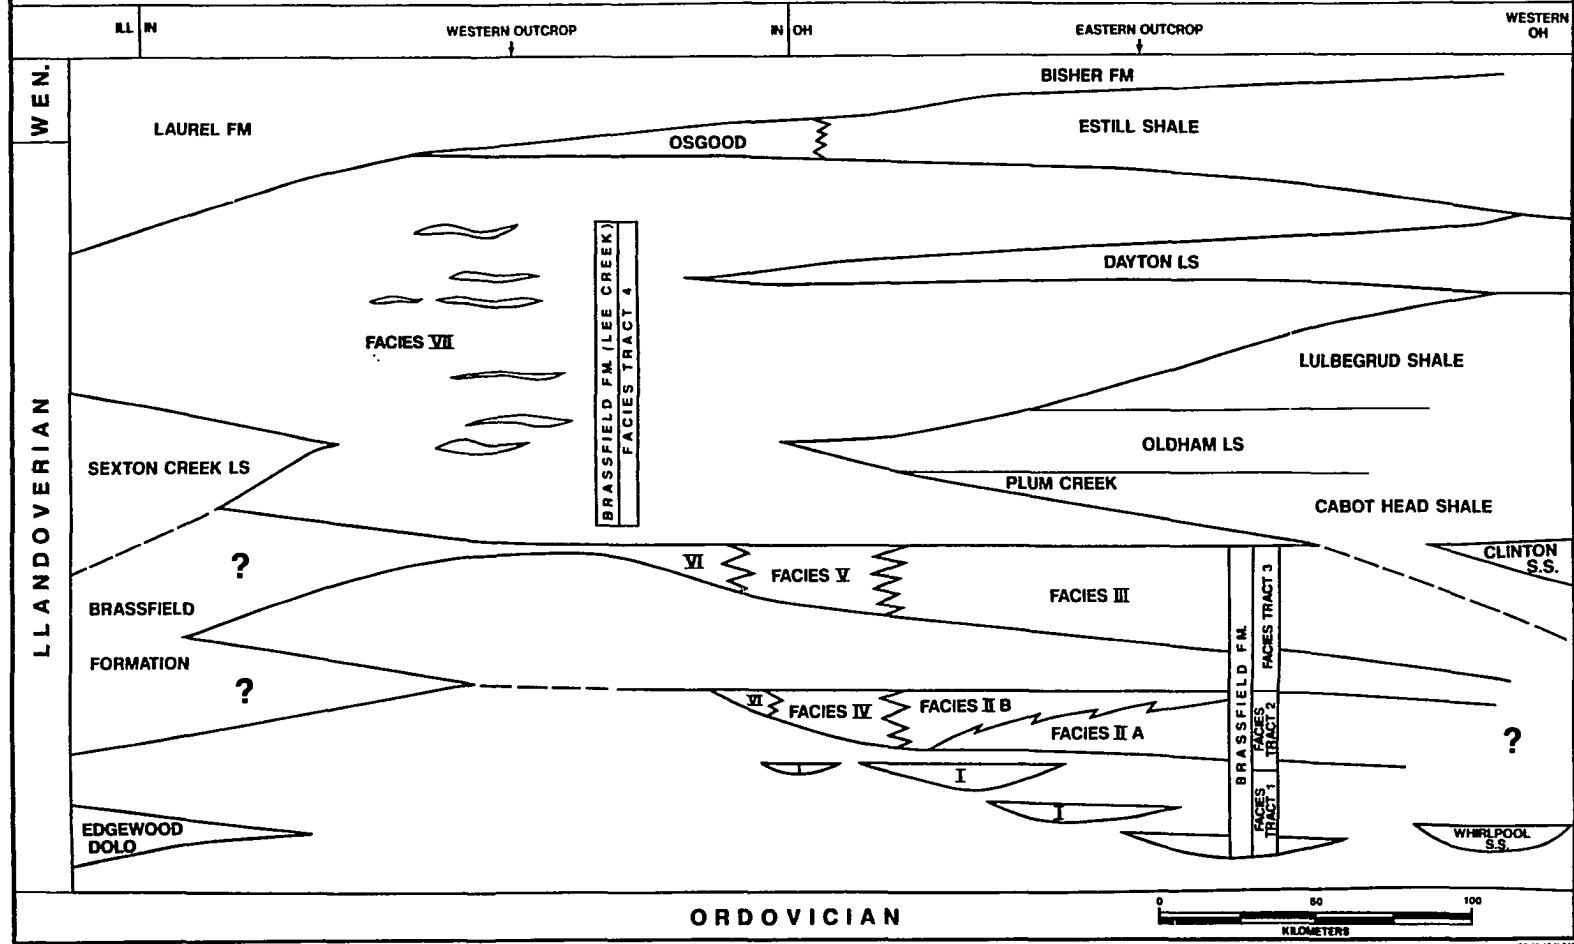 ILL IN
WESTERN OUTCROP
IN OH
EASTERN OUTCROP
WESTERN
OH
WEN.
BISHER FM
LAUREL FM
OSGOOD
ESTILL SHALE
DAYTON LS
BRASSFIELD FM. (LEE CREEK)
FACIES TRACT 4
FACIES VII
LULBEGRUD SHALE
LLANDOVERIAN
SEXTON CREEK LS
OLDHAM LS
PLUM CREEK
CABOT HEAD SHALE
?
VI
FACIES V
FACIES III
CLINTON
S.S.
BRASSFIELD
FORMATION
?
BRASSFIELD FM.
FACIES TRACT 3
VI
FACIES IV
FACIES II B
FACIES II A
FACIES
TRACT 2
?
I
I
I
FACIES
TRACT 1
EDGEWOOD
DOLO
WHIRLPOOL
S.S.
ORDOVICIAN
0 50 100
KILOMETERS